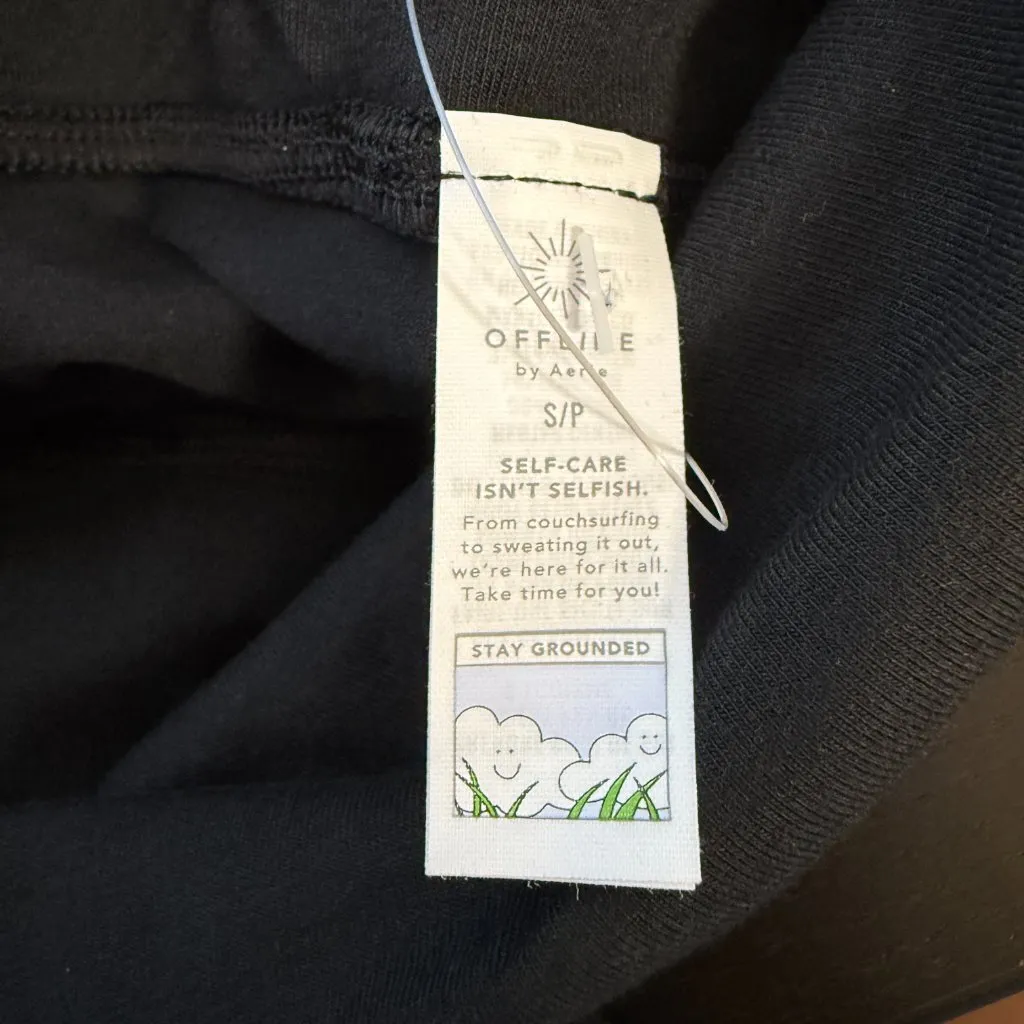 OFFLINE
by Aerie
S/P
SELF-CARE
ISN'T SELFISH.
From couchsurfing
to sweating it out,
we're here for it all.
Take time for you!
STAY GROUNDED